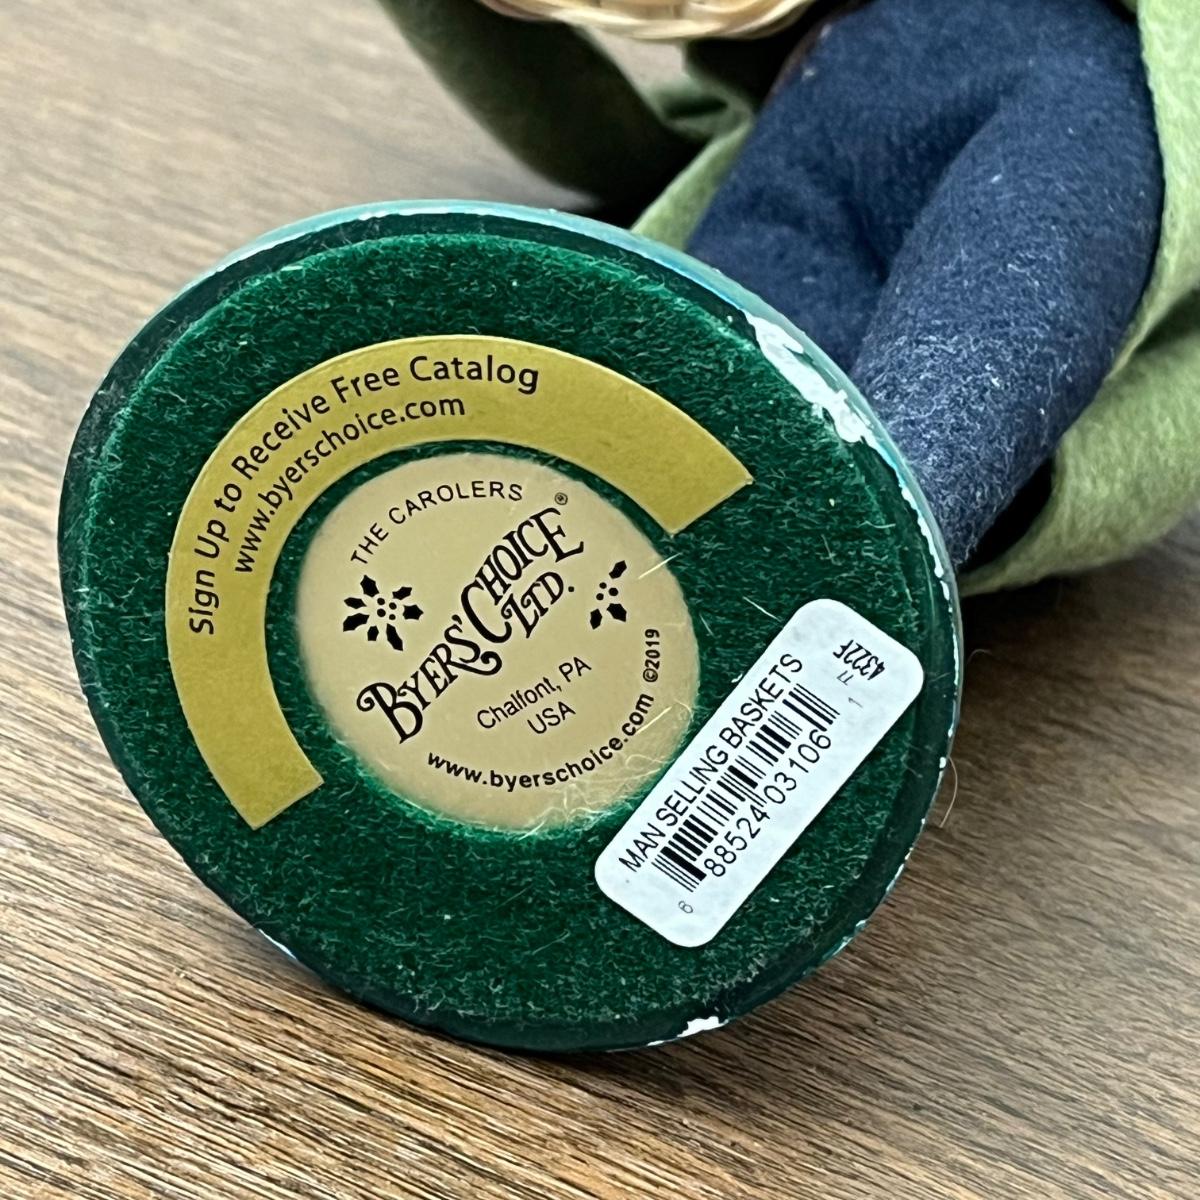 Sign Up to Receive Free Catalog
www.byerschoice.com
THE CAROLERS
BYERS' CHOICE®
LTD.
Chalfont, PA
USA
www.byerschoice.com ©2019
MAN SELLING BASKETS
6 88524 03106 1
77
4322F